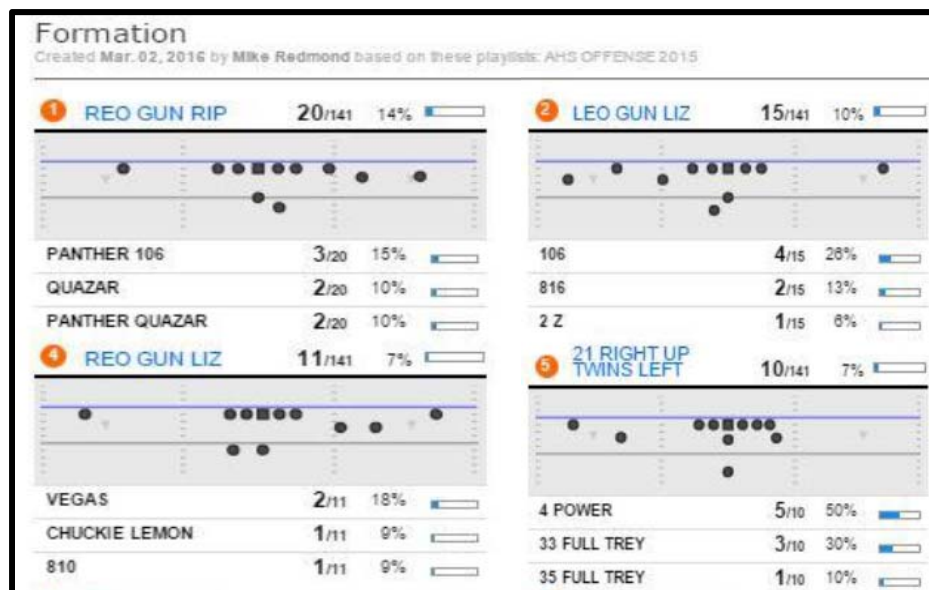 Formation
Created Mar. 02, 2016 by Mike Redmond based on these playlists: AHS OFFENSE 2015
1 REO GUN RIP 20/141 14%
PANTHER 106 3/20 15%
QUAZAR 2/20 10%
PANTHER QUAZAR 2/20 10%
2 LEO GUN LIZ 15/141 10%
106 4/15 26%
816 2/15 13%
2 Z 1/15 6%
4 REO GUN LIZ 11/141 7%
VEGAS 2/11 18%
CHUCKIE LEMON 1/11 9%
810 1/11 9%
5 21 RIGHT UP
TWINS LEFT 10/141 7%
4 POWER 5/10 50%
33 FULL TREY 3/10 30%
35 FULL TREY 1/10 10%